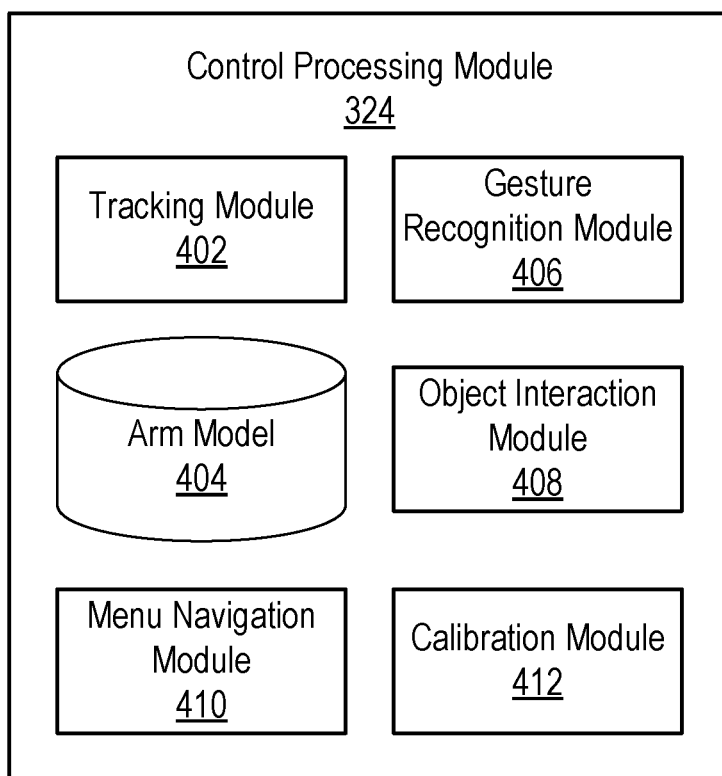 Control Processing Module
324
Tracking Module
402
Gesture
Recognition Module
406
Arm Model
404
Object Interaction
Module
408
Menu Navigation
Module
410
Calibration Module
412